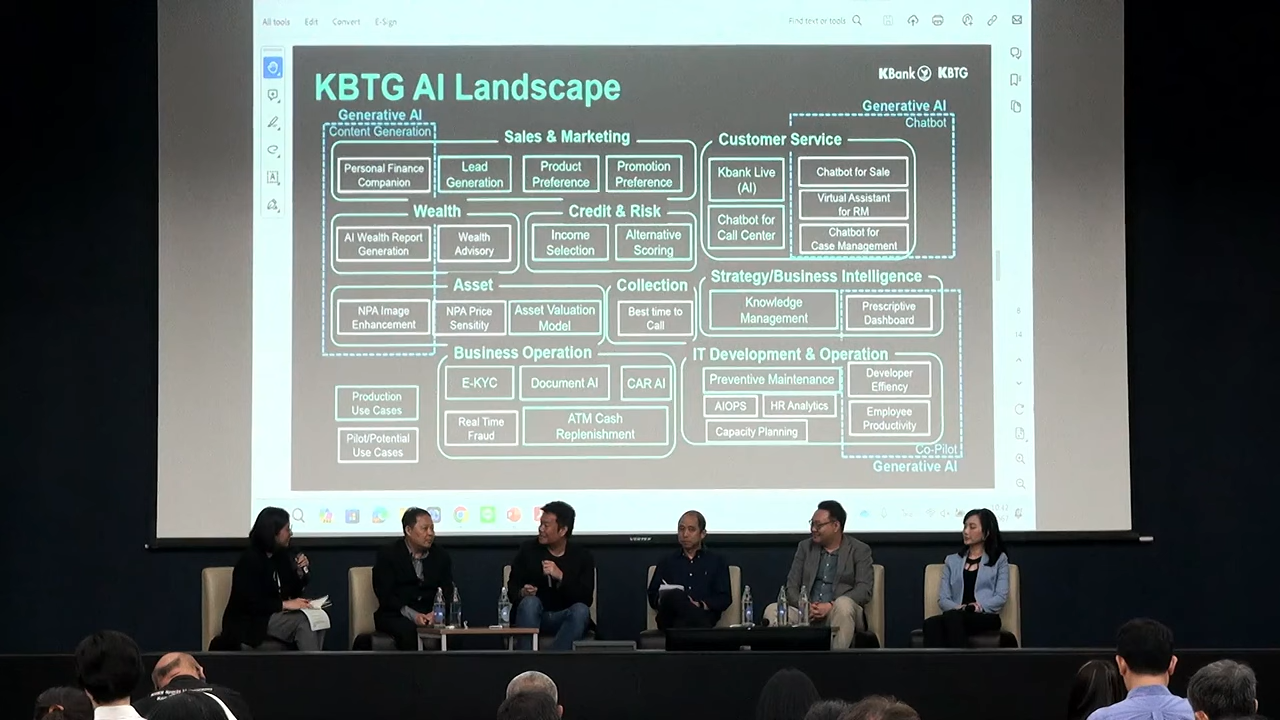 All tools Edit Convert E-Sign
Find text or tools
KBTG AI Landscape
KBank KBTG
Generative AI
Content Generation
Sales & Marketing
Personal Finance
Companion
Lead
Generation
Product
Preference
Promotion
Preference
Customer Service
Generative AI
Chatbot
Kbank Live
(AI)
Chatbot for
Call Center
Chatbot for Sale
Virtual Assistant
for RM
Chatbot for
Case Management
Wealth
AI Wealth Report
Generation
Wealth
Advisory
Credit & Risk
Income
Selection
Alternative
Scoring
Asset
NPA Image
Enhancement
NPA Price
Sensitity
Asset Valuation
Model
Collection
Best time to
Call
Strategy/Business Intelligence
Knowledge
Management
Prescriptive
Dashboard
Business Operation
E-KYC
Document AI
CAR AI
Real Time
Fraud
ATM Cash
Replenishment
IT Development & Operation
Preventive Maintenance
AIOPS
HR Analytics
Capacity Planning
Developer
Effiency
Employee
Productivity
Co-Pilot
Generative AI
Production
Use Cases
Pilot/Potential
Use Cases
8
14
VERTEX